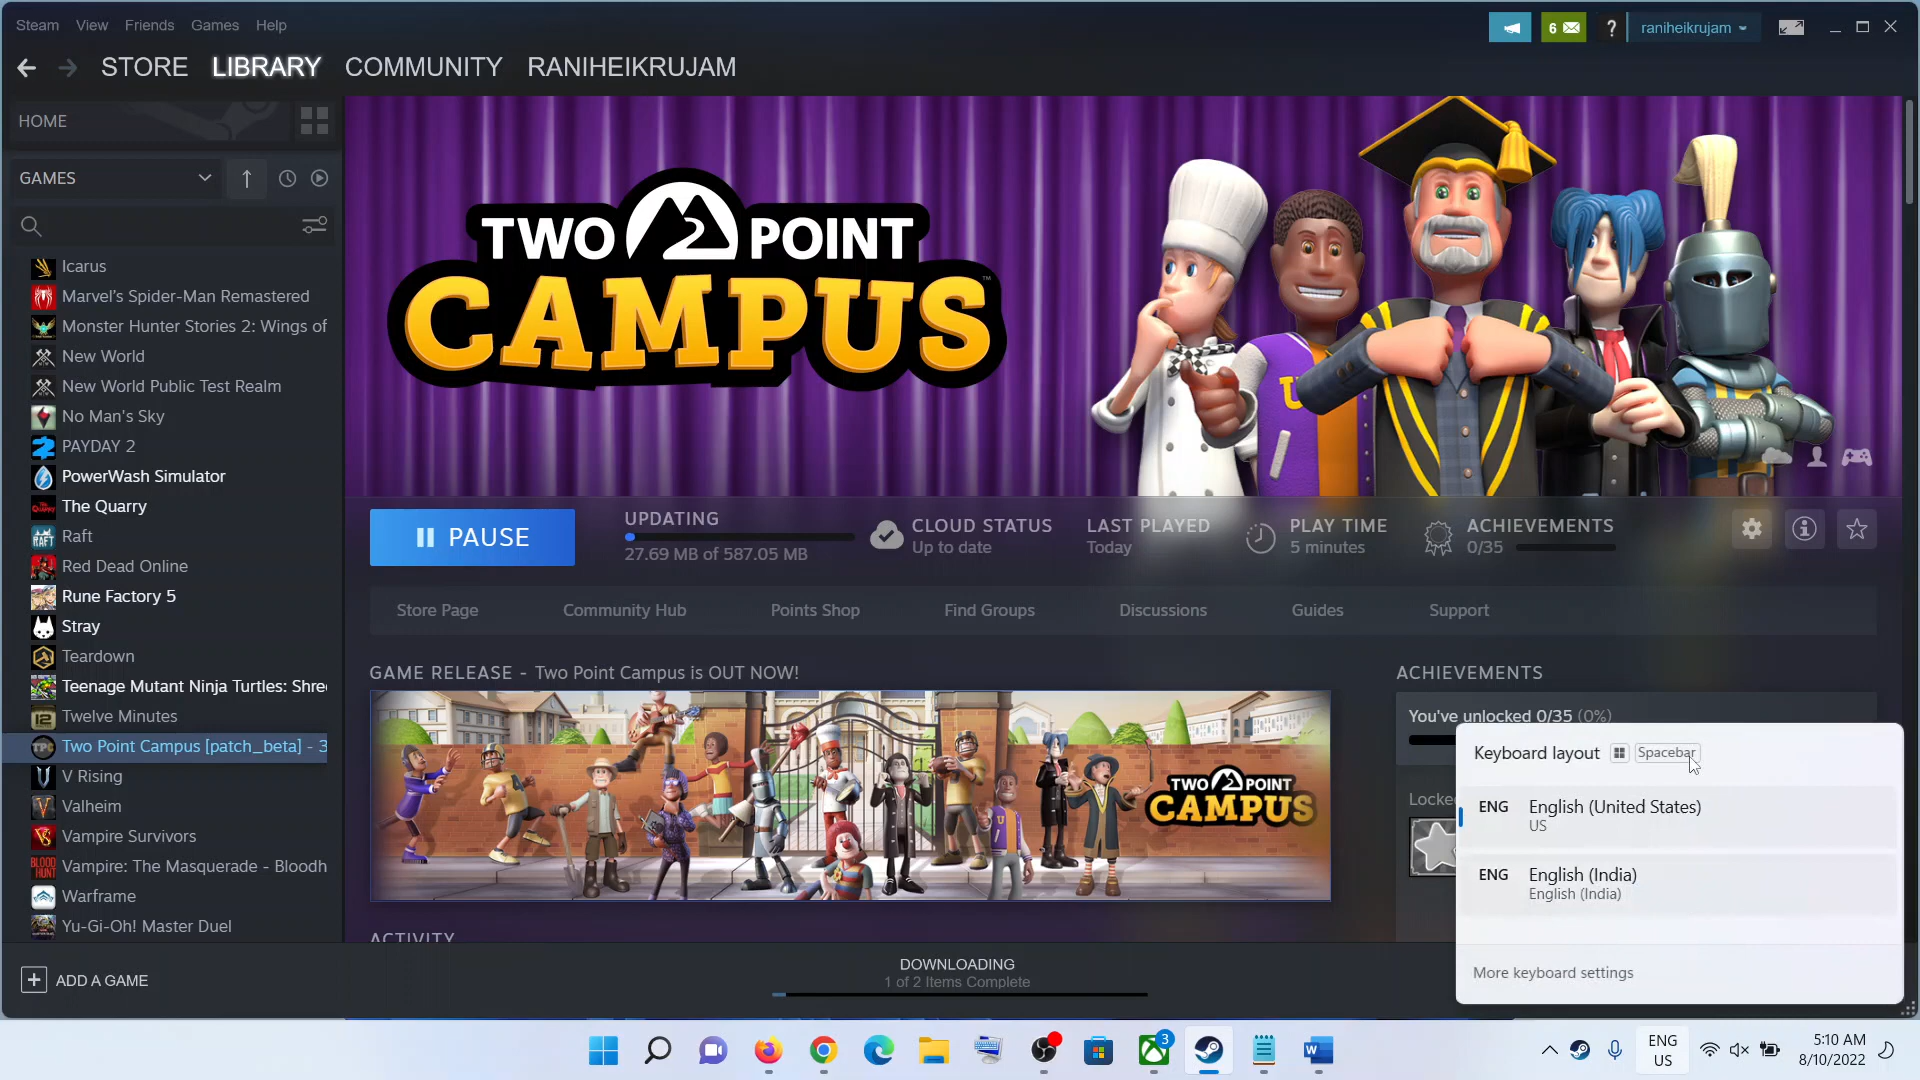 Steam View Friends Games Help
6 ? raniheikrujam
STORE LIBRARY COMMUNITY RANIHEIKRUJAM
HOME
GAMES
Icarus
Marvel's Spider-Man Remastered
Monster Hunter Stories 2: Wings of
New World
New World Public Test Realm
No Man's Sky
PAYDAY 2
PowerWash Simulator
The Quarry
Raft
Red Dead Online
Rune Factory 5
Stray
Teardown
Teenage Mutant Ninja Turtles: Shre
Twelve Minutes
Two Point Campus [patch_beta] - 3
V Rising
Valheim
Vampire Survivors
Vampire: The Masquerade - Bloodh
Warframe
Yu-Gi-Oh! Master Duel
ADD A GAME
TWO POINT
CAMPUS™
PAUSE
UPDATING
27.69 MB of 587.05 MB
CLOUD STATUS
Up to date
LAST PLAYED
Today
PLAY TIME
5 minutes
ACHIEVEMENTS
0/35
Store Page Community Hub Points Shop Find Groups Discussions Guides Support
GAME RELEASE - Two Point Campus is OUT NOW!
TWO POINT
CAMPUS
ACTIVITY
ACHIEVEMENTS
You've unlocked 0/35 (0%)
Keyboard layout Spacebar
ENG English (United States)
US
ENG English (India)
English (India)
More keyboard settings
DOWNLOADING
1 of 2 Items Complete
3
ENG
US
5:10 AM
8/10/2022